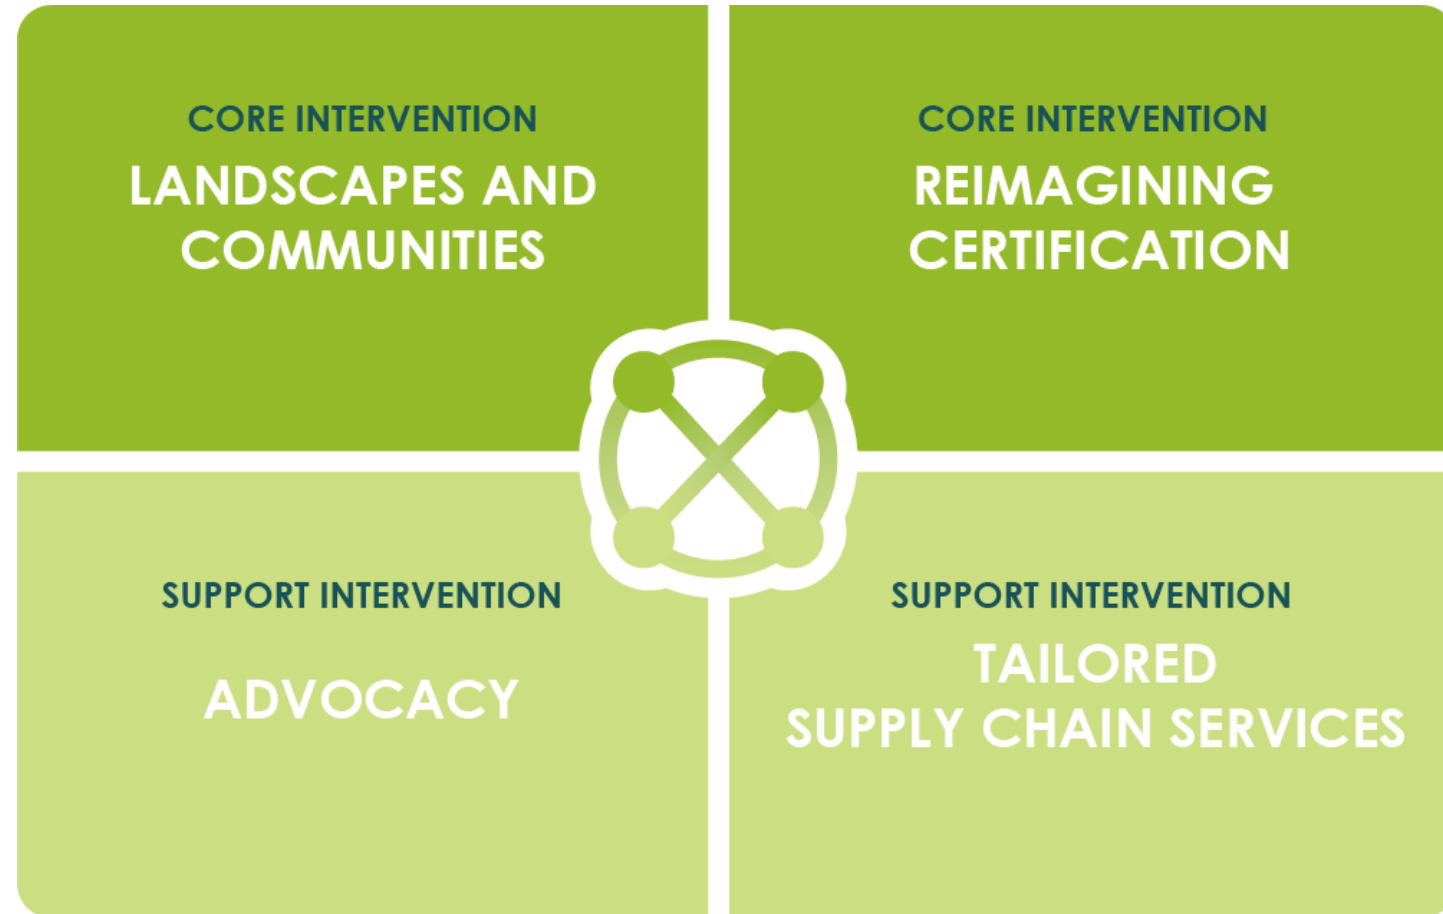 CORE INTERVENTION
LANDSCAPES AND
COMMUNITIES
CORE INTERVENTION
REIMAGINING
CERTIFICATION
SUPPORT INTERVENTION
ADVOCACY
SUPPORT INTERVENTION
TAILORED
SUPPLY CHAIN SERVICES